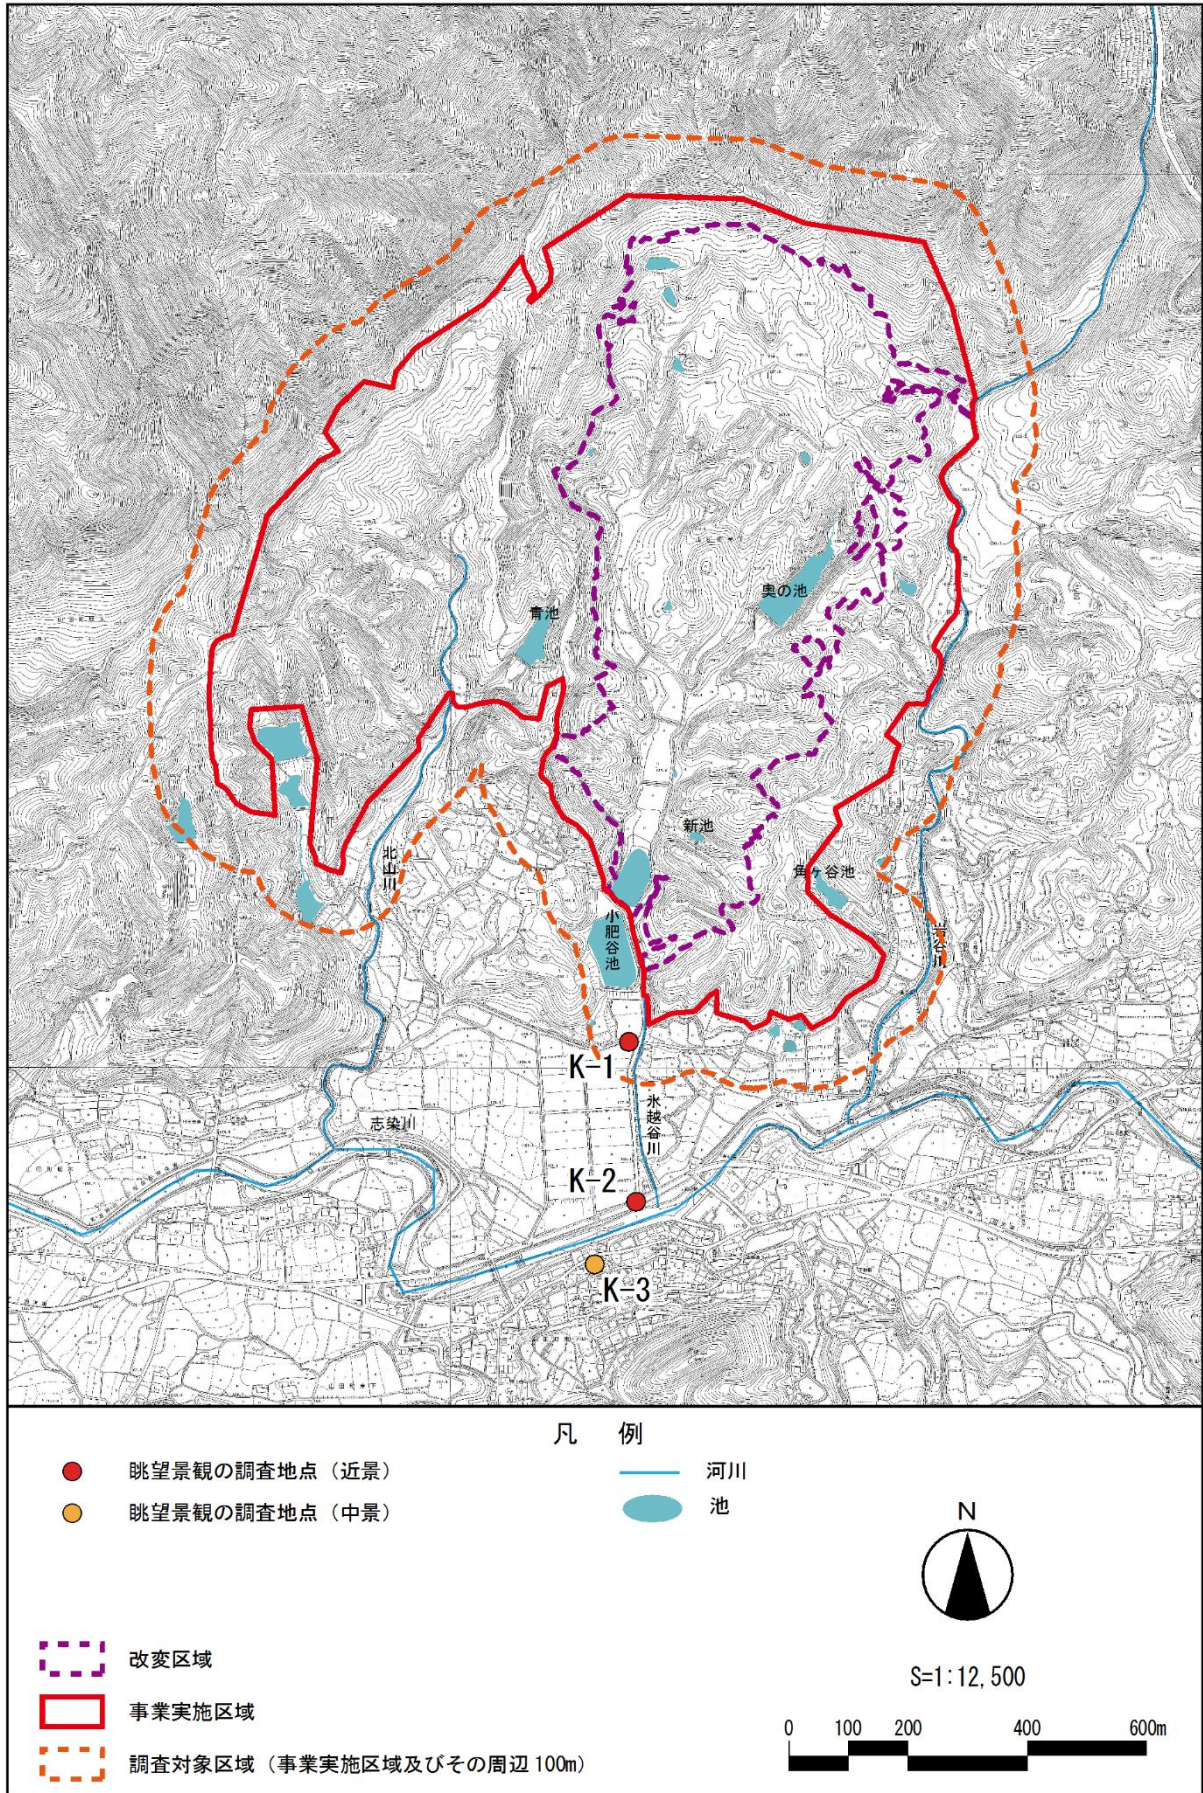 青池
奥の池
新池
角ヶ谷池
北山川
小肥谷池
岩谷川
K-1
氷越谷川
志染川
K-2
K-3
凡 例
眺望景観の調査地点（近景）
河川
眺望景観の調査地点（中景）
池
N
改変区域
S=1:12,500
事業実施区域
0 100 200 400 600m
調査対象区域（事業実施区域及びその周辺100m）